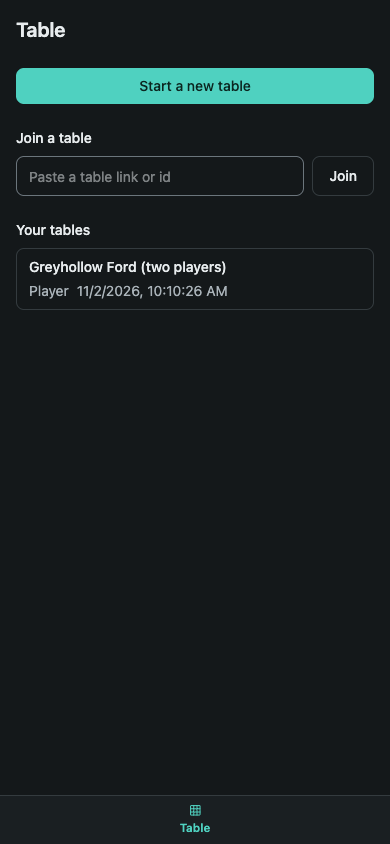 Table
Start a new table
Join a table
Paste a table link or id
Join
Your tables
Greyhollow Ford (two players)
Player 11/2/2026, 10:10:26 AM
Table